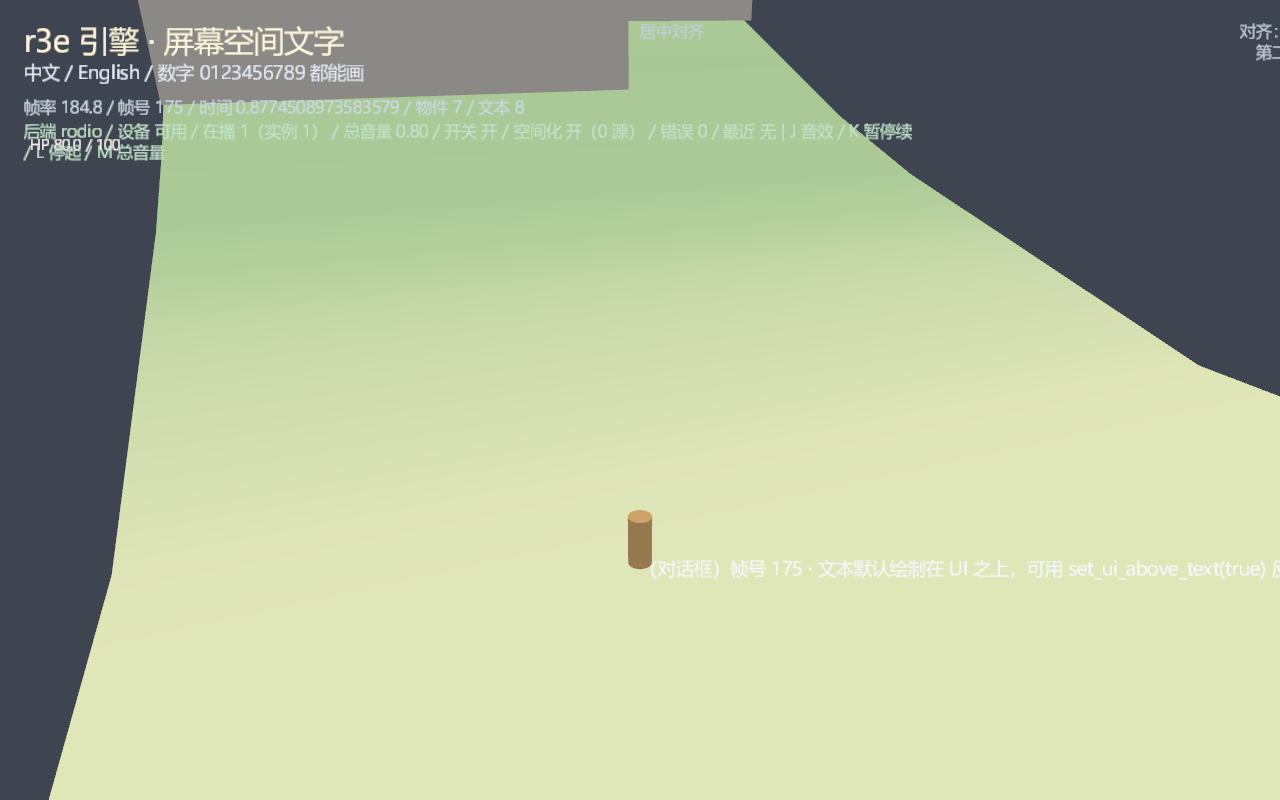 r3e 引擎 · 屏幕空间文字
居中对齐
对齐：
第二
中文 / English / 数字 0123456789 都能画
帧率 184.8 / 帧号 175 / 时间 0.8774508973583579 / 物件 7 / 文本 8
后端 rodio / 设备 可用 / 在播 1（实例 1） / 总音量 0.80 / 开关 开 / 空间化 开（0 源） / 错误 0 / 最近 无 | J 音效 / K 暂停续
HP 80.0 / 100
/ L 停起 / M 总音量
（对话框）帧号 175 · 文本默认绘制在 UI 之上，可用 set_ui_above_text(true)